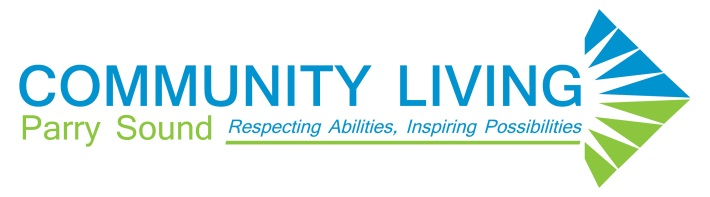 COMMUNITY LIVING
Parry Sound Respecting Abilities, Inspiring Possibilities